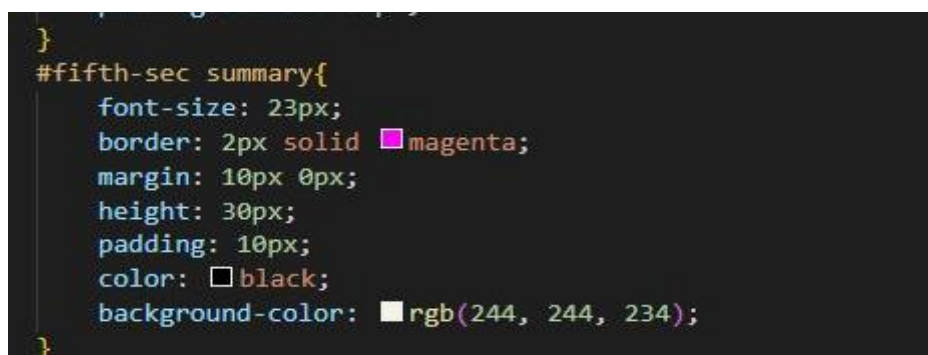 }
#fifth-sec summary{
font-size: 23px;
border: 2px solid magenta;
margin: 10px 0px;
height: 30px;
padding: 10px;
color: black;
background-color: rgb(244, 244, 234);
}